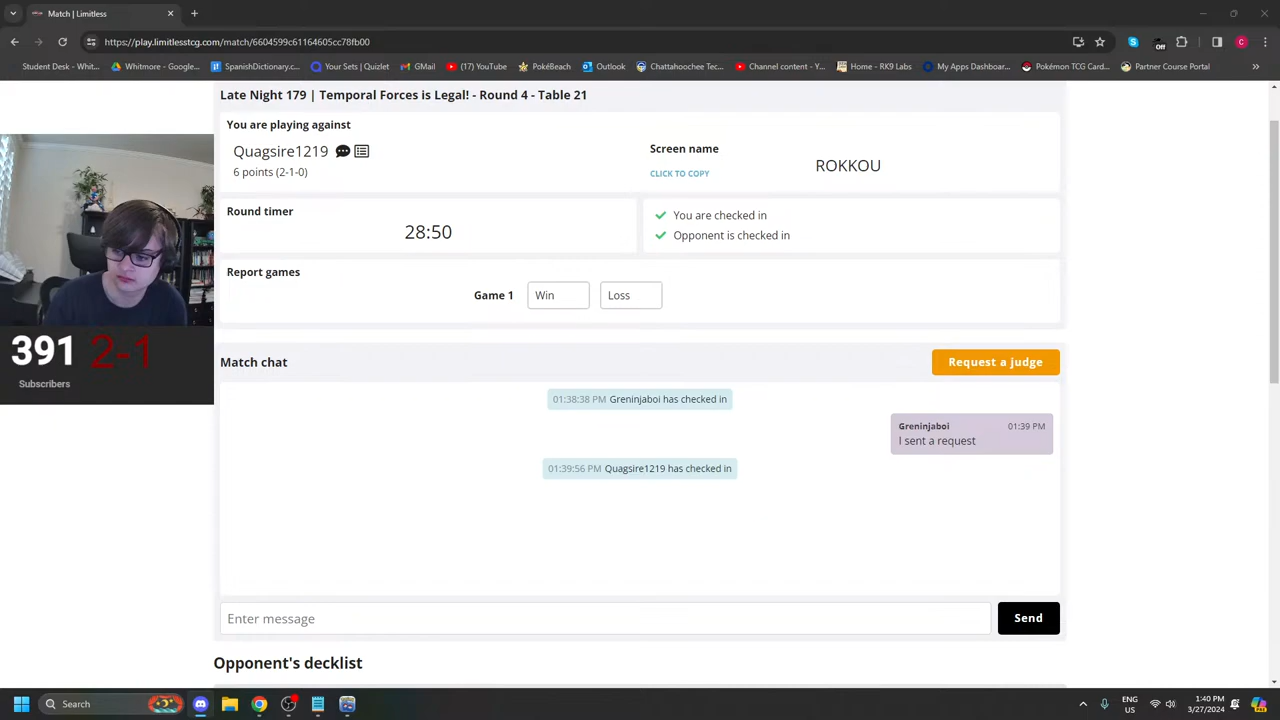 Match | Limitless
https://play.limitlesstcg.com/match/6604599c61164605cc78fb00
Student Desk - Whit...
Whitmore - Google...
SpanishDictionary.c...
Your Sets | Quizlet
GMail
(17) YouTube
PokéBeach
Outlook
Chattahoochee Tec...
Channel content - Y...
Home - RK9 Labs
My Apps Dashboar...
Pokémon TCG Card...
Partner Course Portal
Late Night 179 | Temporal Forces is Legal! - Round 4 - Table 21
You are playing against
Quagsire1219
6 points (2-1-0)
Screen name
CLICK TO COPY
ROKKOU
Round timer
28:50
You are checked in
Opponent is checked in
Report games
Game 1
Win
Loss
391
2-1
Subscribers
Match chat
Request a judge
01:38:38 PM Greninjaboi has checked in
Greninjaboi
01:39 PM
I sent a request
01:39:56 PM Quagsire1219 has checked in
Enter message
Send
Opponent's decklist
Search
ENG
US
1:40 PM
3/27/2024